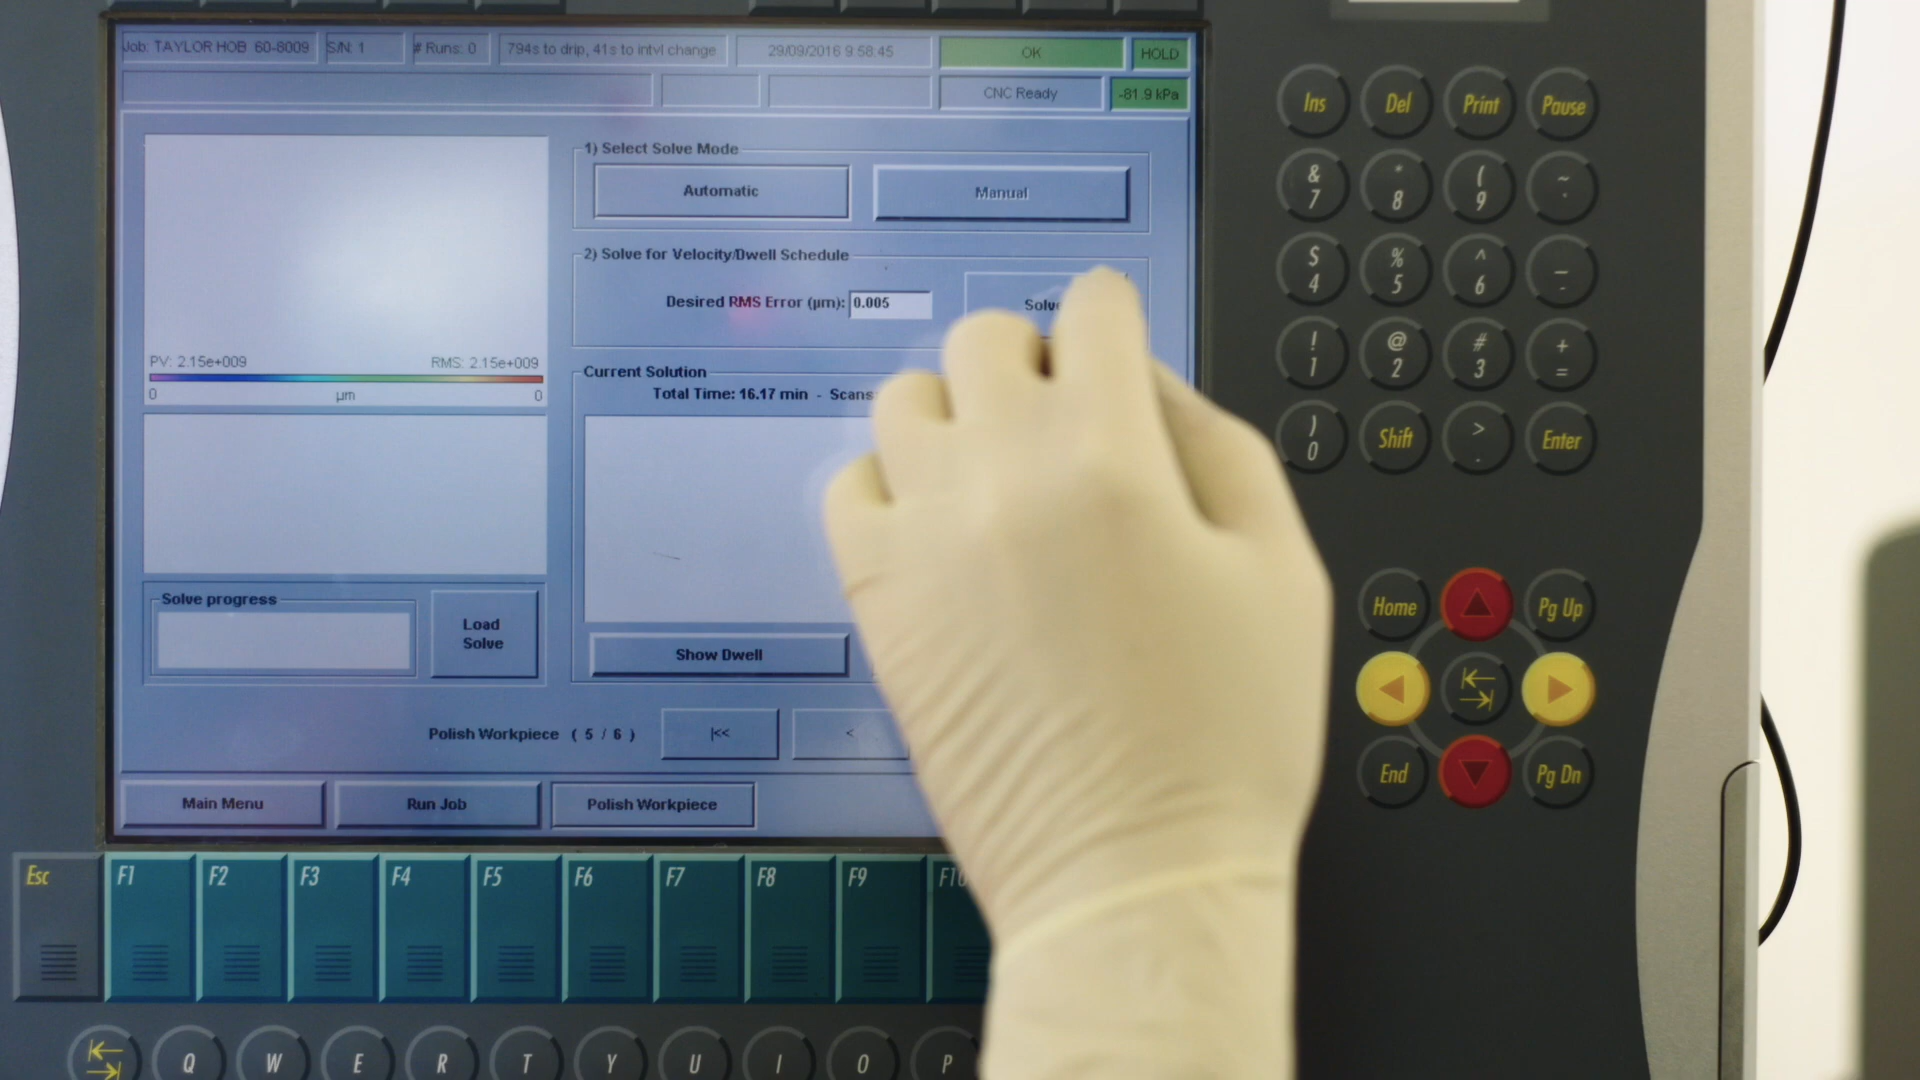 Job: TAYLOR HOB 60-6009 S/N: 1 # Runs: 0 794s to drip, 41s to intvl change 29/09/2016 9:58:45 OK HOLD
CNC Ready -81.9 kPa
1) Select Solve Mode
Automatic Manual
2) Solve for Velocity/Dwell Schedule
Desired RMS Error (µm): 0.005
PV: 2.15e+009 RMS: 2.15e+009
0 µm 0
Current Solution
Total Time: 16.17 min - Scans
Solve progress
Load
Solve
Show Dwell
Polish Workpiece ( 5 / 6 ) |<< <
Main Menu Run Job Polish Workpiece
Ins Del Print Pause
& * ( ~
7 8 9
$ % ^ _
4 5 6 -
! @ # +
1 2 3 =
) Shift > Enter
0 .
Home Pg Up
End Pg Dn
Esc F1 F2 F3 F4 F5 F6 F7 F8 F9 F10
Q W E R T Y U I O P